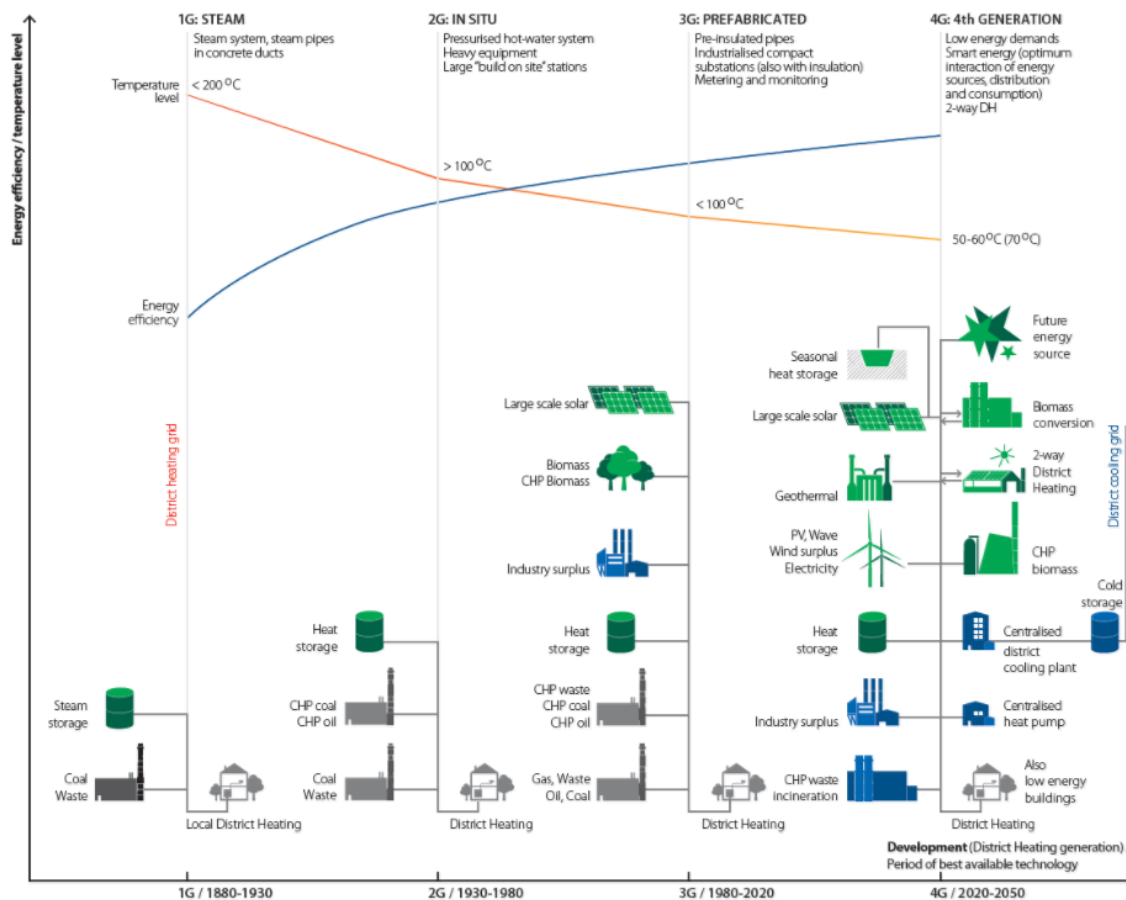 1G: STEAM
Steam system, steam pipes
in concrete ducts
2G: IN SITU
Pressurised hot-water system
Heavy equipment
Large "build on site" stations
3G: PREFABRICATED
Pre-insulated pipes
Industrialised compact
substations (also with insulation)
Metering and monitoring
4G: 4th GENERATION
Low energy demands
Smart energy (optimum
interaction of energy
sources, distribution
and consumption)
2-way DH
Energy efficiency / temperature level
Temperature
level
< 200 °C
> 100 °C
< 100 °C
50-60°C (70°C)
Energy
efficiency
District heating grid
Steam
storage
Coal
Waste
Local District Heating
Heat
storage
CHP coal
CHP oil
Coal
Waste
District Heating
Large scale solar
Biomass
CHP Biomass
Industry surplus
Heat
storage
CHP waste
CHP coal
CHP oil
Gas, Waste
Oil, Coal
District Heating
Seasonal
heat storage
Large scale solar
Geothermal
PV, Wave
Wind surplus
Electricity
Heat
storage
Industry surplus
CHP waste
incineration
Future
energy
source
Biomass
conversion
2-way
District
Heating
CHP
biomass
Centralised
district
cooling plant
Centralised
heat pump
Also
low energy
buildings
District Heating
District cooling grid
Cold
storage
Development (District Heating generation)
Period of best available technology
1G / 1880-1930
2G / 1930-1980
3G / 1980-2020
4G / 2020-2050